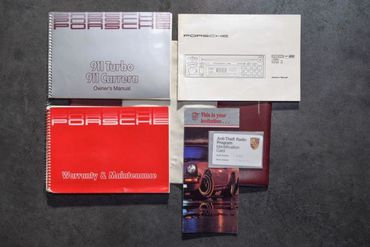 PORSCHE
911 Turbo
911 Carrera
Owner's Manual
PORSCHE
PORSCHE
Warranty & Maintenance
This is your
invitation . . .
Anti-Theft Radio
Program
Identification
Card